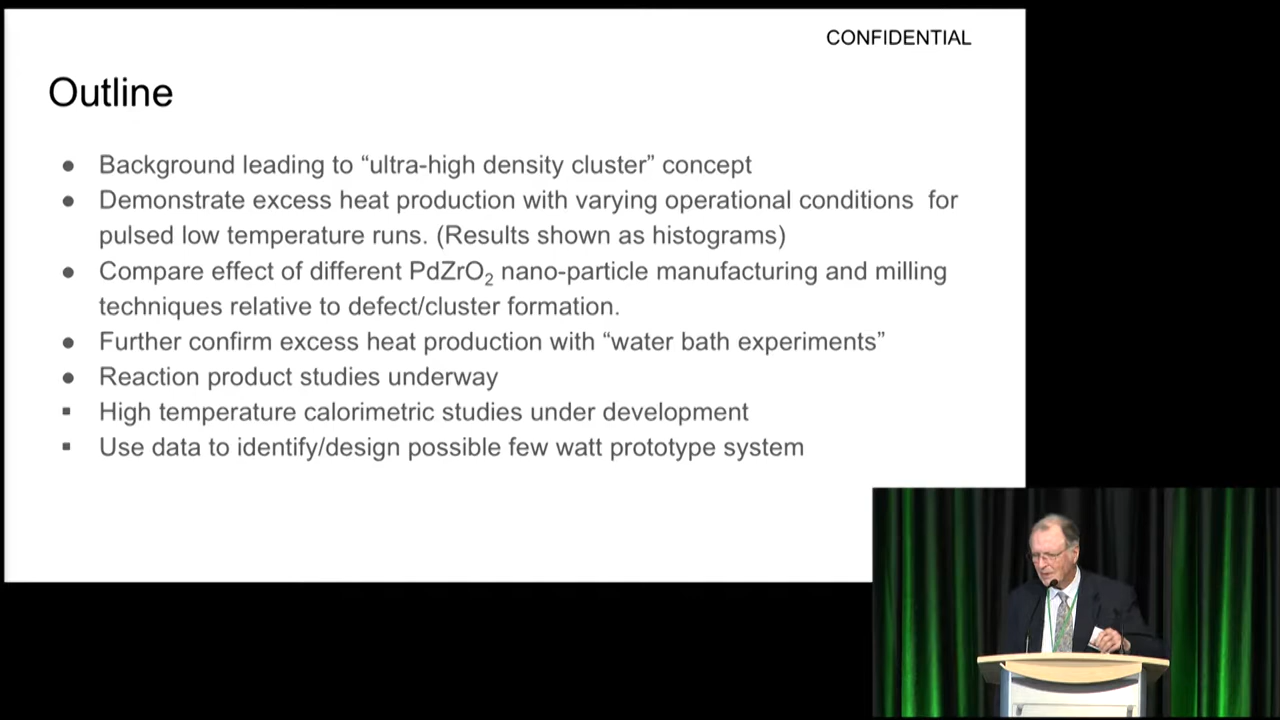 CONFIDENTIAL
Outline
● Background leading to “ultra-high density cluster” concept
● Demonstrate excess heat production with varying operational conditions  for
pulsed low temperature runs. (Results shown as histograms)
● Compare effect of different PdZrO₂ nano-particle manufacturing and milling
techniques relative to defect/cluster formation.
● Further confirm excess heat production with “water bath experiments”
● Reaction product studies underway
▪ High temperature calorimetric studies under development
▪ Use data to identify/design possible few watt prototype system